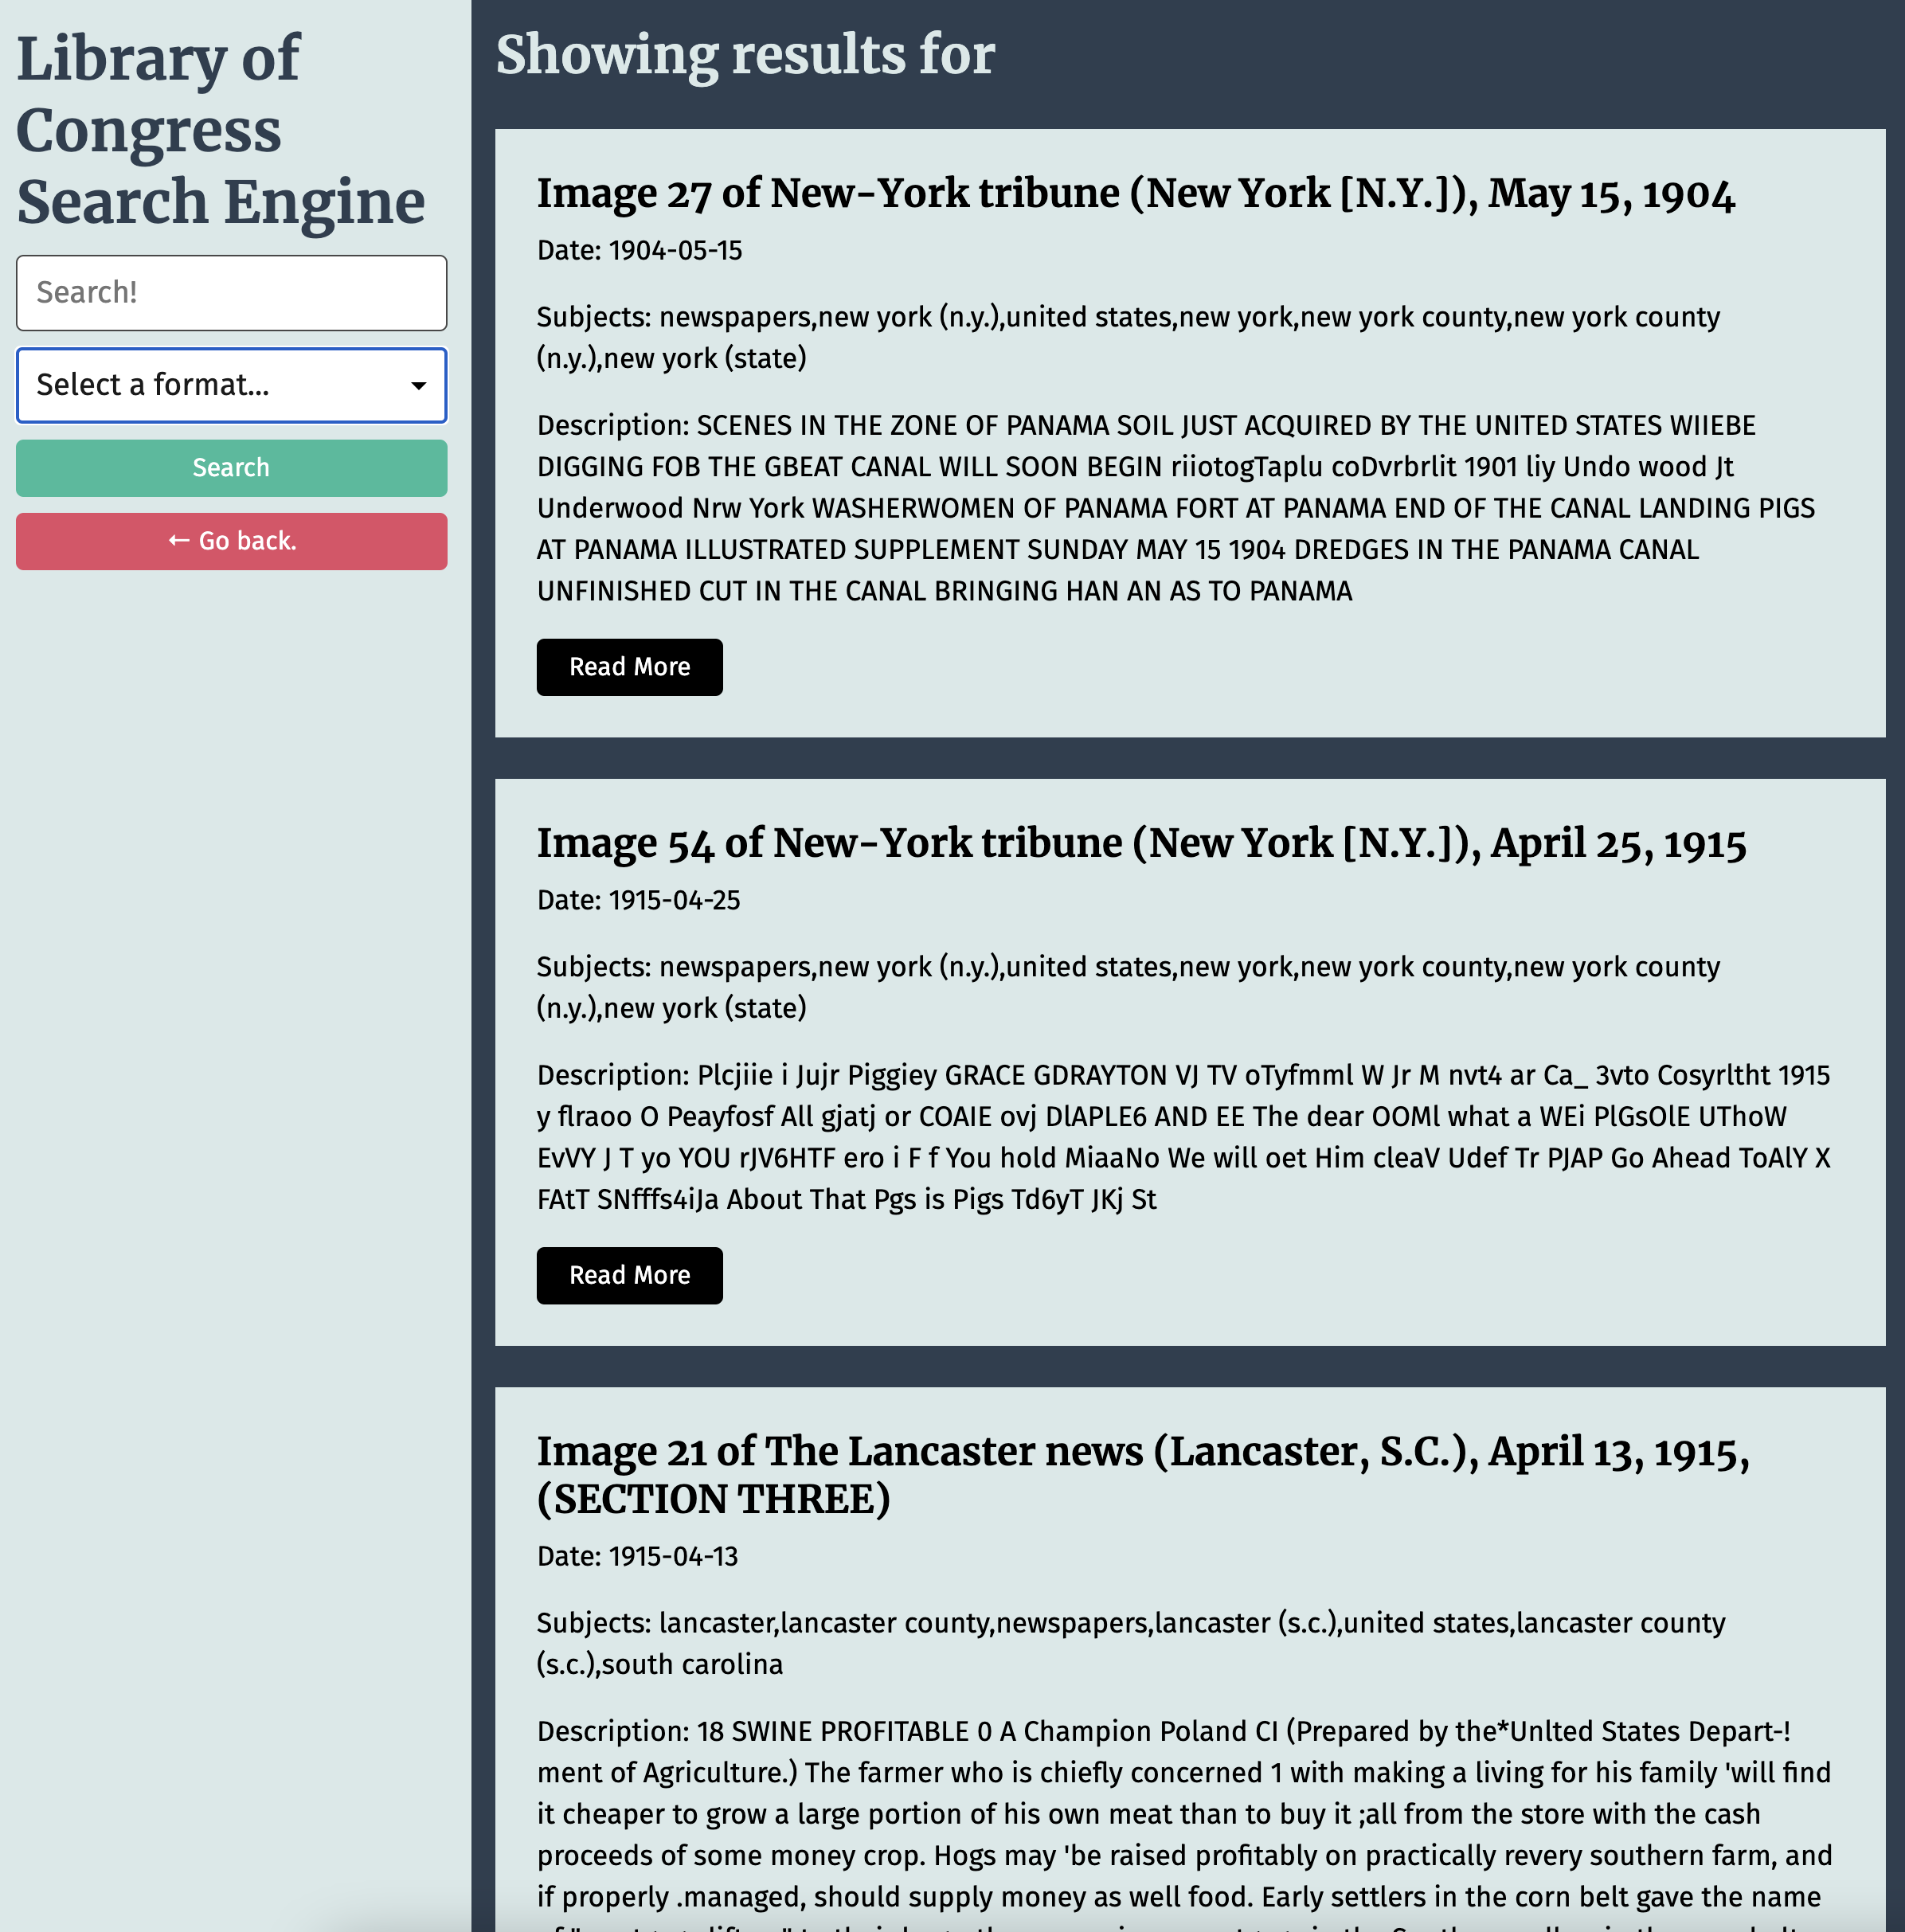 Library of
Congress
Search Engine
Search!
Select a format...
Search
← Go back.
Showing results for
Image 27 of New-York tribune (New York [N.Y.]), May 15, 1904
Date: 1904-05-15
Subjects: newspapers,new york (n.y.),united states,new york,new york county,new york county
(n.y.),new york (state)
Description: SCENES IN THE ZONE OF PANAMA SOIL JUST ACQUIRED BY THE UNITED STATES WIIEBE
DIGGING FOB THE GBEAT CANAL WILL SOON BEGIN riiotogTaplu coDvrbrlit 1901 liy Undo wood Jt
Underwood Nrw York WASHERWOMEN OF PANAMA FORT AT PANAMA END OF THE CANAL LANDING PIGS
AT PANAMA ILLUSTRATED SUPPLEMENT SUNDAY MAY 15 1904 DREDGES IN THE PANAMA CANAL
UNFINISHED CUT IN THE CANAL BRINGING HAN AN AS TO PANAMA
Read More
Image 54 of New-York tribune (New York [N.Y.]), April 25, 1915
Date: 1915-04-25
Subjects: newspapers,new york (n.y.),united states,new york,new york county,new york county
(n.y.),new york (state)
Description: Plcjiie i Jujr Piggiey GRACE GDRAYTON VJ TV oTyfmml W Jr M nvt4 ar Ca_ 3vto Cosyrltht 1915
y flraoo O Peayfosf All gjatj or COAIE ovj DlAPLE6 AND EE The dear OOMl what a WEi PlGsOlE UThoW
EvVY J T yo YOU rJV6HTF ero i F f You hold MiaaNo We will oet Him cleaV Udef Tr PJAP Go Ahead ToAlY X
FAtT SNfffs4iJa About That Pgs is Pigs Td6yT JKj St
Read More
Image 21 of The Lancaster news (Lancaster, S.C.), April 13, 1915,
(SECTION THREE)
Date: 1915-04-13
Subjects: lancaster,lancaster county,newspapers,lancaster (s.c.),united states,lancaster county
(s.c.),south carolina
Description: 18 SWINE PROFITABLE 0 A Champion Poland CI (Prepared by the*Unlted States Depart-!
ment of Agriculture.) The farmer who is chiefly concerned 1 with making a living for his family 'will find
it cheaper to grow a large portion of his own meat than to buy it ;all from the store with the cash
proceeds of some money crop. Hogs may 'be raised profitably on practically revery southern farm, and
if properly .managed, should supply money as well food. Early settlers in the corn belt gave the name